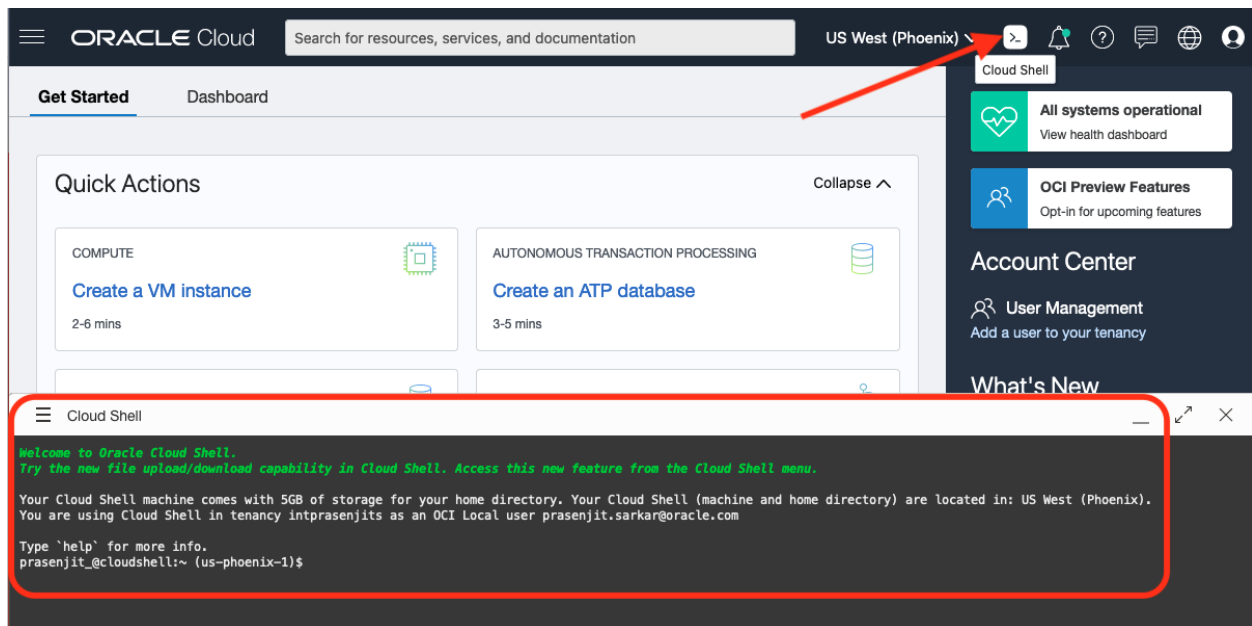 ORACLE Cloud
Search for resources, services, and documentation
US West (Phoenix)
Cloud Shell
Get Started
Dashboard
All systems operational
View health dashboard
Quick Actions
Collapse
OCI Preview Features
Opt-in for upcoming features
COMPUTE
Create a VM instance
2-6 mins
AUTONOMOUS TRANSACTION PROCESSING
Create an ATP database
3-5 mins
Account Center
User Management
Add a user to your tenancy
What's New
Cloud Shell
Welcome to Oracle Cloud Shell.
Try the new file upload/download capability in Cloud Shell. Access this new feature from the Cloud Shell menu.
Your Cloud Shell machine comes with 5GB of storage for your home directory. Your Cloud Shell (machine and home directory) are located in: US West (Phoenix).
You are using Cloud Shell in tenancy intprasenjits as an OCI Local user prasenjit.sarkar@oracle.com
Type `help` for more info.
prasenjit_@cloudshell:~ (us-phoenix-1)$